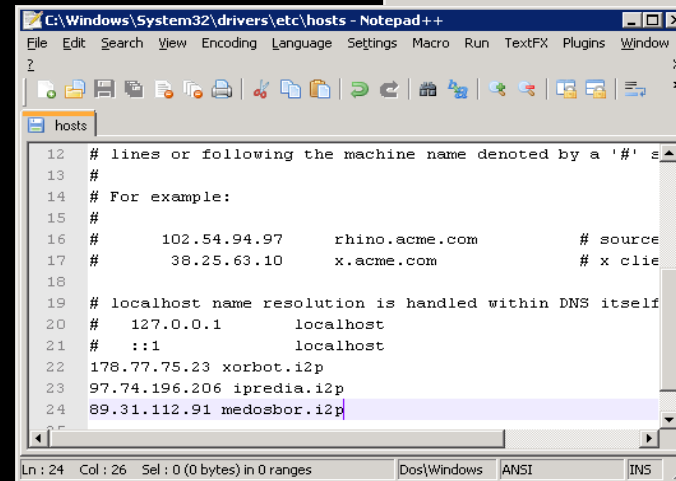 C:\Windows\System32\drivers\etc\hosts - Notepad++
File Edit Search View Encoding Language Settings Macro Run TextFX Plugins Window
?
hosts
12 # lines or following the machine name denoted by a '#' s
13 #
14 # For example:
15 #
16 # 102.54.94.97 rhino.acme.com # source
17 # 38.25.63.10 x.acme.com # x clie
18
19 # localhost name resolution is handled within DNS itself
20 # 127.0.0.1 localhost
21 # ::1 localhost
22 178.77.75.23 xorbot.i2p
23 97.74.196.206 ipredia.i2p
24 89.31.112.91 medosbor.i2p
Ln : 24 Col : 26 Sel : 0 (0 bytes) in 0 ranges Dos\Windows ANSI INS